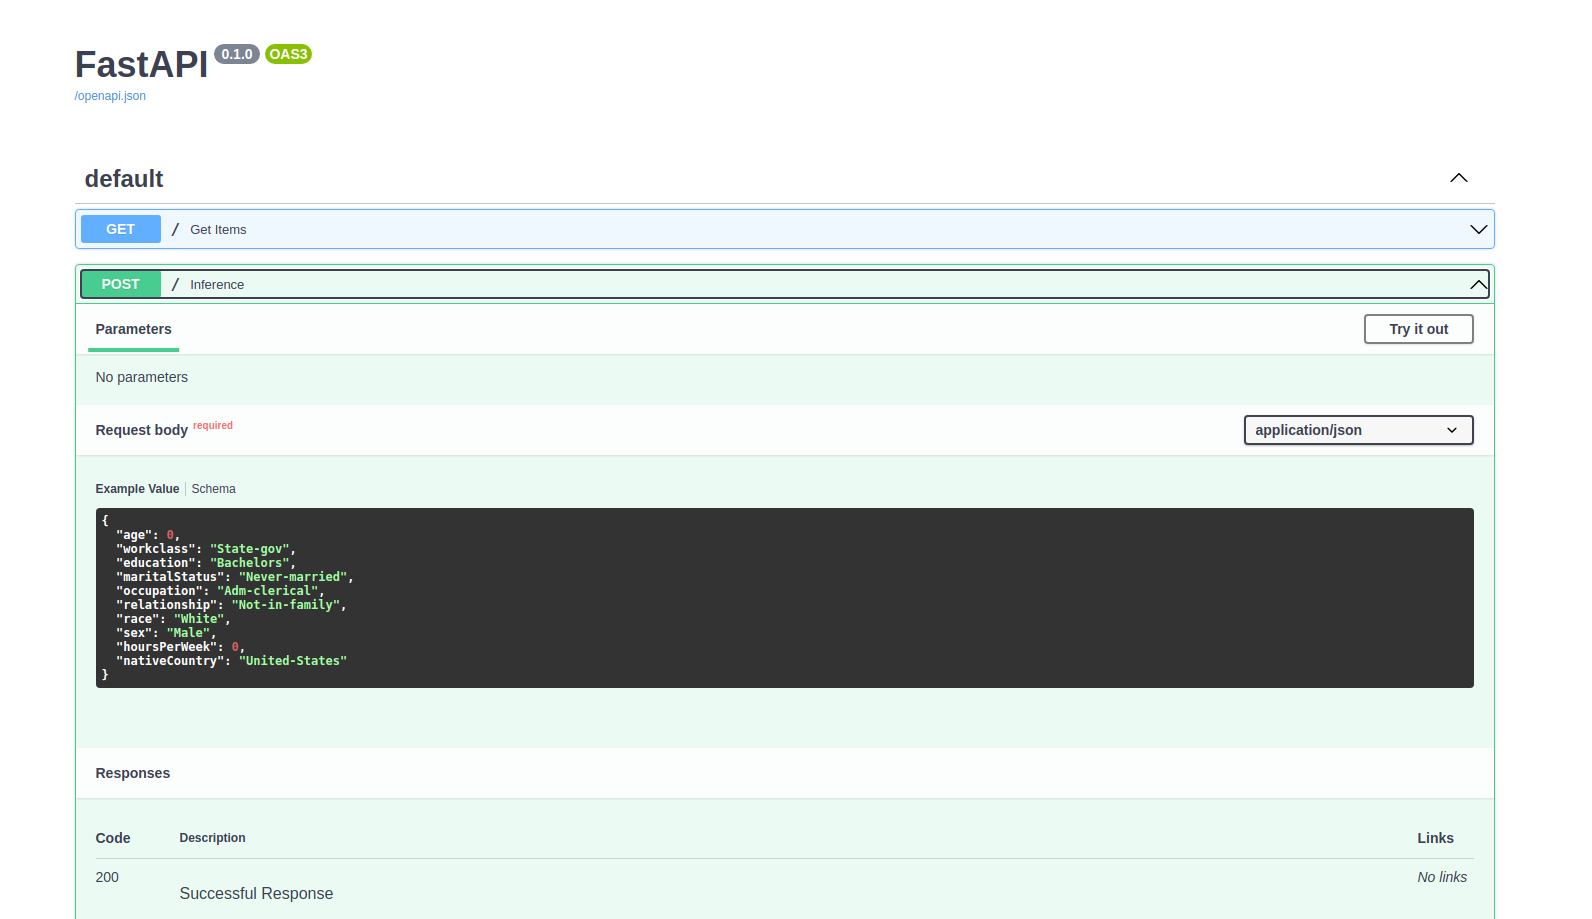 FastAPI 0.1.0 OAS3
/openapi.json
default
GET / Get Items
POST / Inference
Parameters
Try it out
No parameters
Request body required
application/json
Example Value Schema
{
  "age": 0,
  "workclass": "State-gov",
  "education": "Bachelors",
  "maritalStatus": "Never-married",
  "occupation": "Adm-clerical",
  "relationship": "Not-in-family",
  "race": "White",
  "sex": "Male",
  "hoursPerWeek": 0,
  "nativeCountry": "United-States"
}
Responses
Code Description Links
200 No links
Successful Response